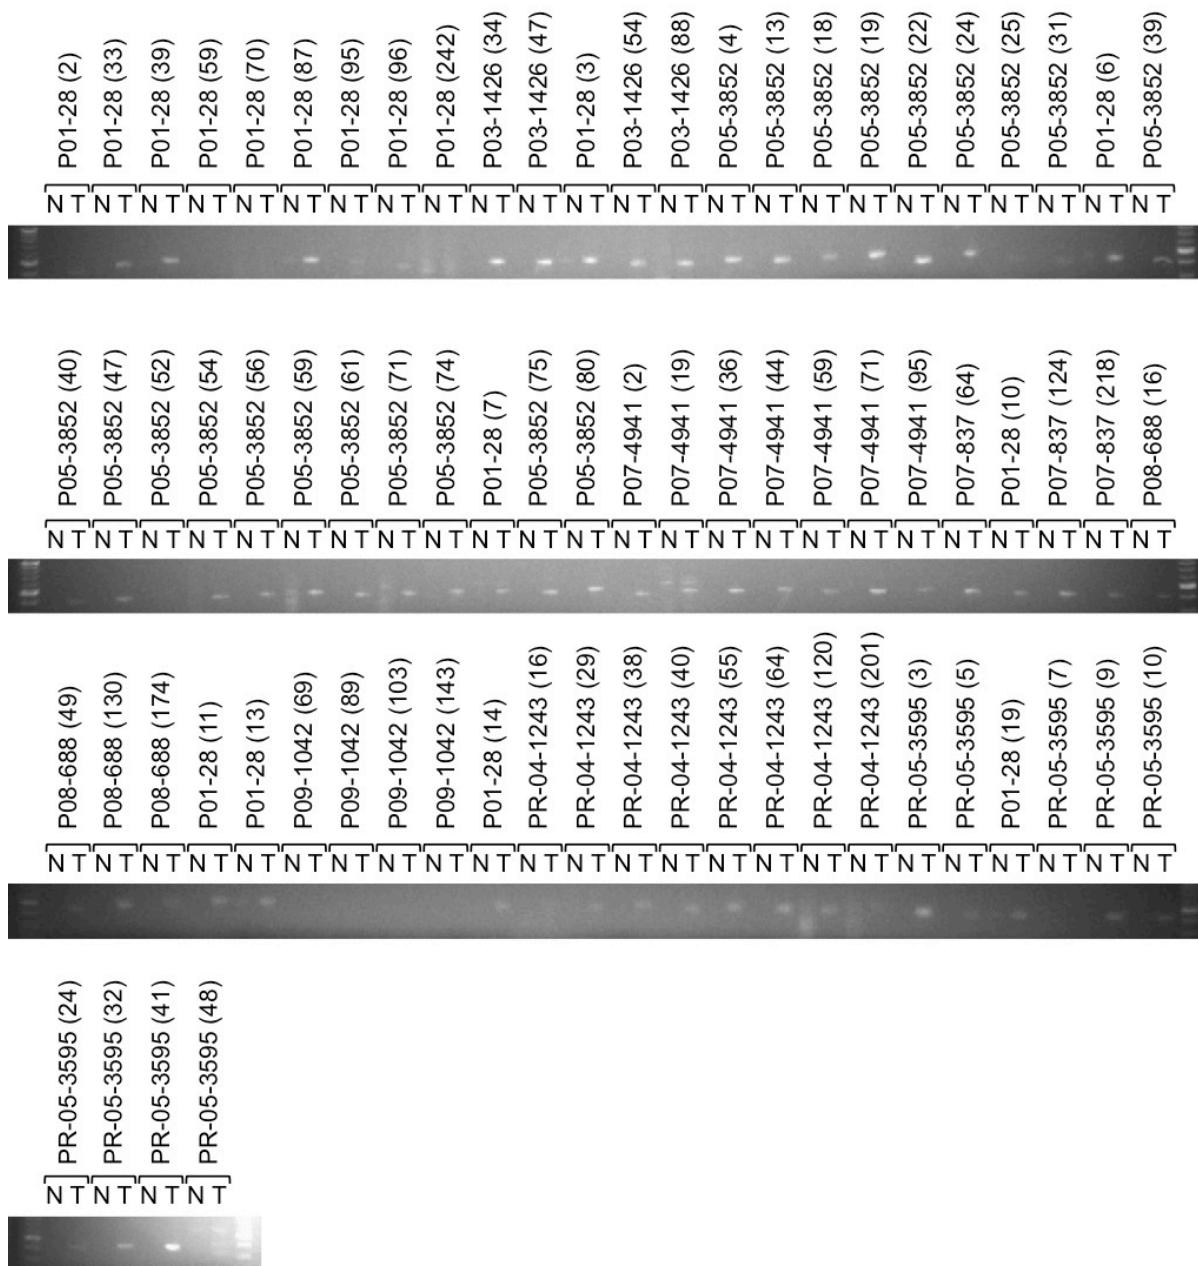 P01-28 (2) P01-28 (33) P01-28 (39) P01-28 (59) P01-28 (70) P01-28 (87) P01-28 (95) P01-28 (96) P01-28 (242) P03-1426 (34) P03-1426 (47) P01-28 (3) P03-1426 (54) P03-1426 (88) P05-3852 (4) P05-3852 (13) P05-3852 (18) P05-3852 (19) P05-3852 (22) P05-3852 (24) P05-3852 (25) P05-3852 (31) P01-28 (6) P05-3852 (39)
N T N T N T N T N T N T N T N T N T N T N T N T N T N T N T N T N T N T N T N T N T N T N T N T
P05-3852 (40) P05-3852 (47) P05-3852 (52) P05-3852 (54) P05-3852 (56) P05-3852 (59) P05-3852 (61) P05-3852 (71) P05-3852 (74) P01-28 (7) P05-3852 (75) P05-3852 (80) P07-4941 (2) P07-4941 (19) P07-4941 (36) P07-4941 (44) P07-4941 (59) P07-4941 (71) P07-4941 (95) P07-837 (64) P01-28 (10) P07-837 (124) P07-837 (218) P08-688 (16)
N T N T N T N T N T N T N T N T N T N T N T N T N T N T N T N T N T N T N T N T N T N T N T N T
P08-688 (49) P08-688 (130) P08-688 (174) P01-28 (11) P01-28 (13) P09-1042 (69) P09-1042 (89) P09-1042 (103) P09-1042 (143) P01-28 (14) PR-04-1243 (16) PR-04-1243 (29) PR-04-1243 (38) PR-04-1243 (40) PR-04-1243 (55) PR-04-1243 (64) PR-04-1243 (120) PR-04-1243 (201) PR-05-3595 (3) PR-05-3595 (5) P01-28 (19) PR-05-3595 (7) PR-05-3595 (9) PR-05-3595 (10)
N T N T N T N T N T N T N T N T N T N T N T N T N T N T N T N T N T N T N T N T N T N T N T N T
PR-05-3595 (24) PR-05-3595 (32) PR-05-3595 (41) PR-05-3595 (48)
N T N T N T N T